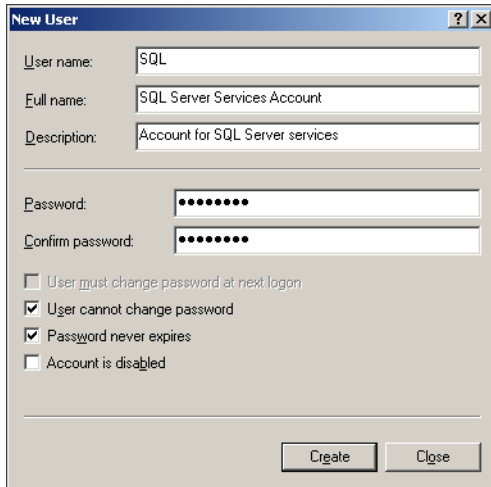 New User
User name: SQL
Full name: SQL Server Services Account
Description: Account for SQL Server services
Password: ●●●●●●●●
Confirm password: ●●●●●●●●
User must change password at next logon
User cannot change password
Password never expires
Account is disabled
Create Close